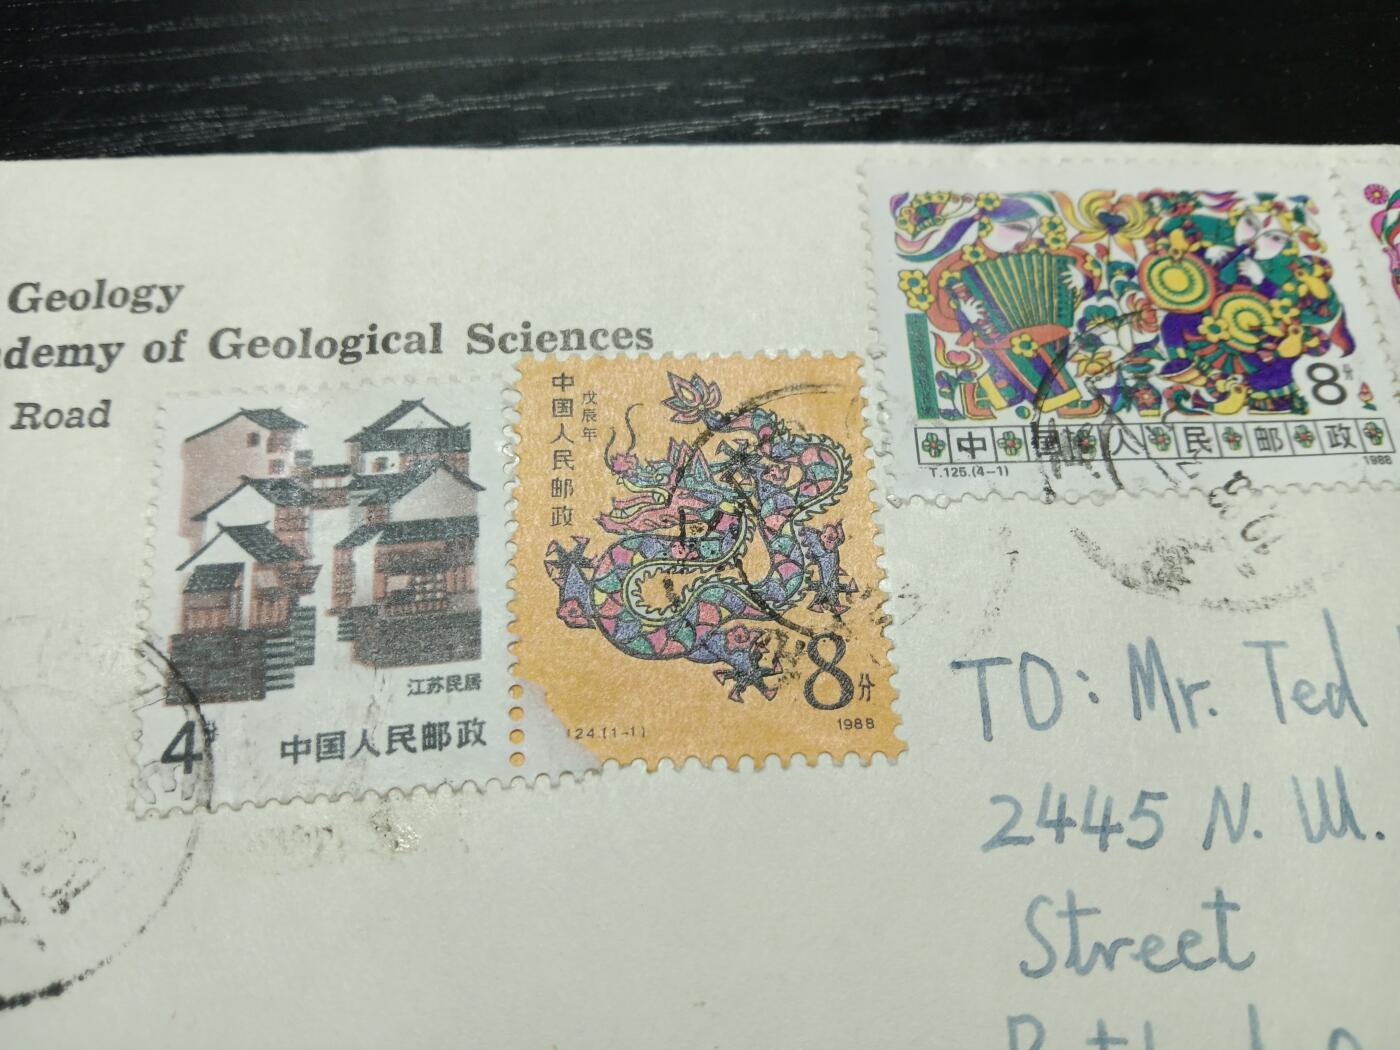 Geology
ademy of Geological Sciences
Road
江苏民居
4分
中国人民邮政
中国人民邮政
戊辰年
8分
124.(1-1)
1988
8分
中国人民邮政
T.125.(4-1)
1988
TO: Mr. Ted
2445 N. W.
Street